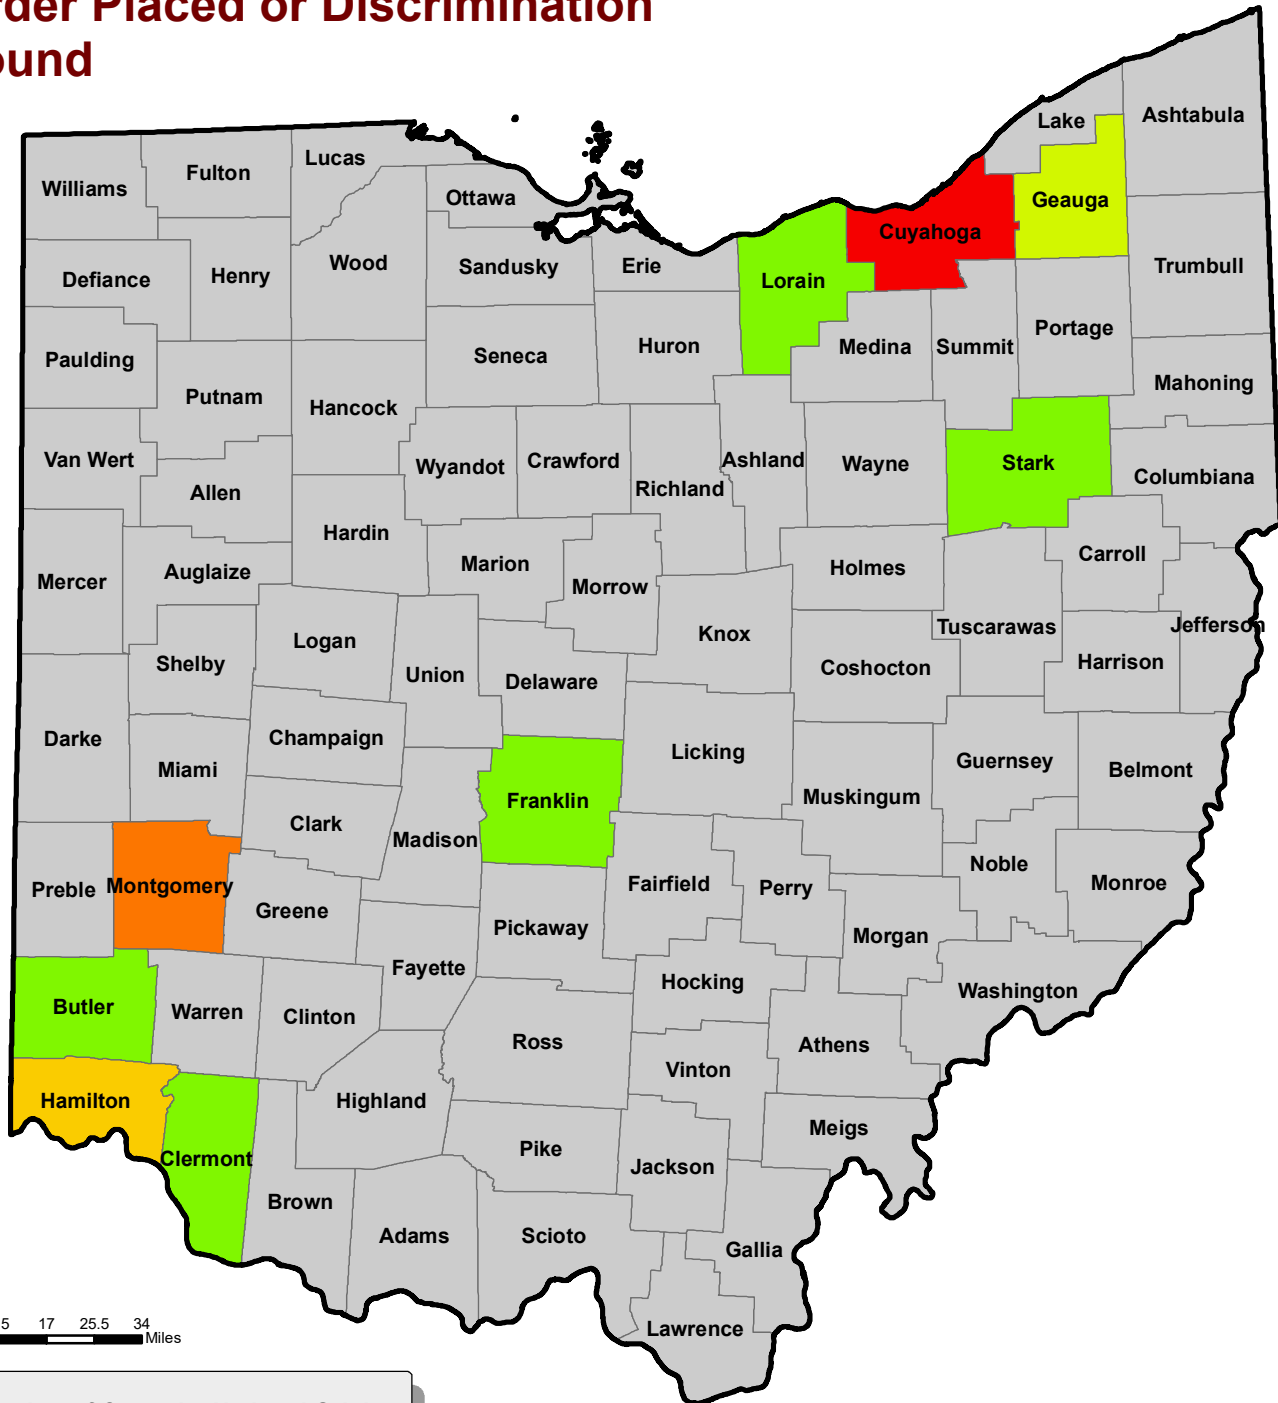 rder Placed or Discrimination
ound
Ashtabula
Lake
Lucas
Fulton
Williams
Ottawa
Geauga
Cuyahoga
Wood
Sandusky
Erie
Trumbull
Defiance
Henry
Lorain
Portage
Huron
Medina
Summit
Seneca
Paulding
Mahoning
Putnam
Hancock
Van Wert
Wyandot
Crawford
Ashland
Wayne
Stark
Columbiana
Richland
Allen
Hardin
Carroll
Marion
Holmes
Auglaize
Mercer
Morrow
Jefferson
Tuscarawas
Knox
Logan
Harrison
Shelby
Coshocton
Union
Delaware
Darke
Champaign
Licking
Guernsey
Belmont
Miami
Muskingum
Franklin
Clark
Madison
Noble
Monroe
Fairfield
Perry
Preble
Montgomery
Greene
Pickaway
Morgan
Fayette
Hocking
Washington
Butler
Warren
Clinton
Ross
Athens
Vinton
Hamilton
Highland
Meigs
Pike
Clermont
Jackson
Brown
Adams
Scioto
Gallia
Lawrence
5 17 25.5 34
Miles